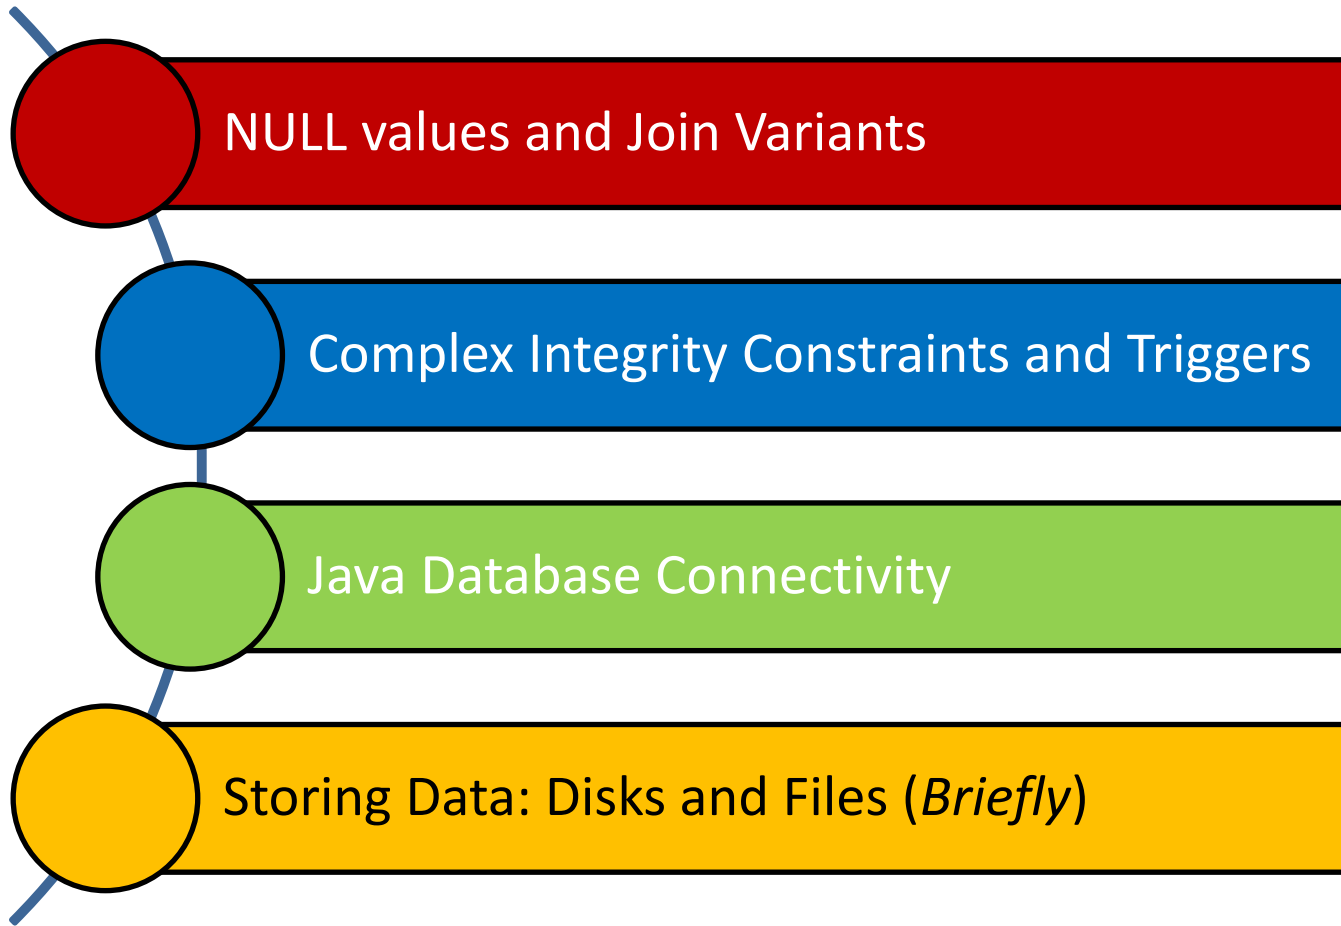 NULL values and Join Variants
Complex Integrity Constraints and Triggers
Java Database Connectivity
Storing Data: Disks and Files (Briefly)